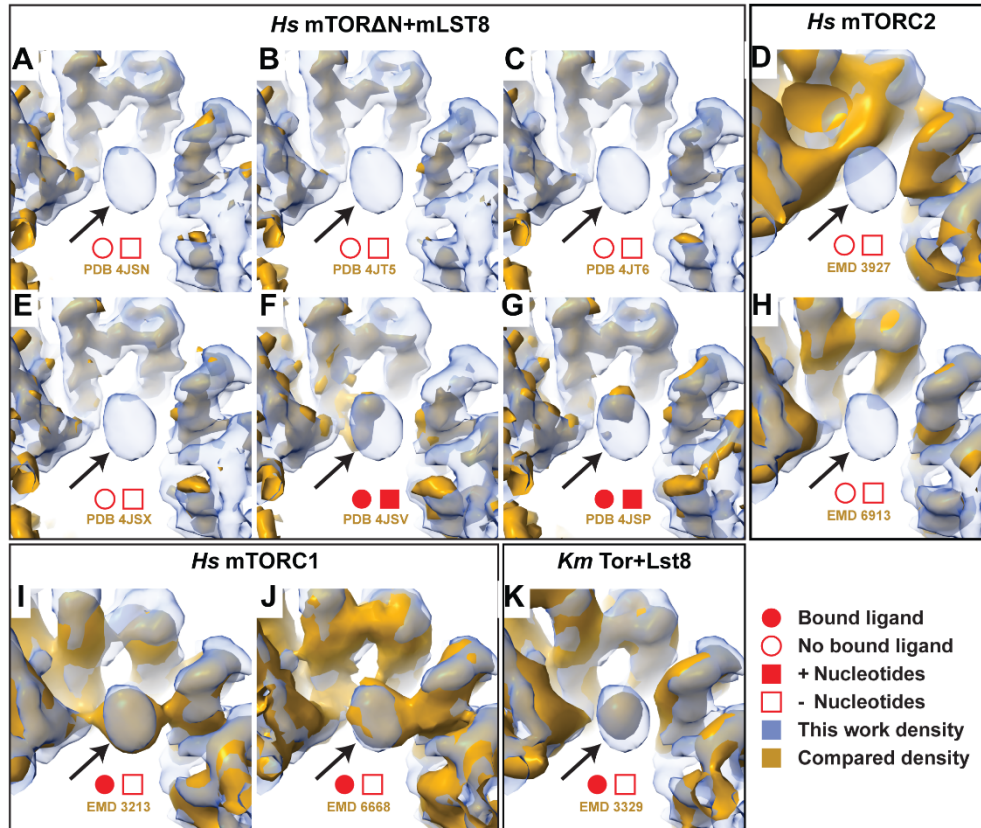 Hs mTORΔN+mLST8
Hs mTORC2
A
B
C
D
PDB 4JSN
PDB 4JT5
PDB 4JT6
EMD 3927
E
F
G
H
PDB 4JSX
PDB 4JSV
PDB 4JSP
EMD 6913
Hs mTORC1
Km Tor+Lst8
I
J
K
EMD 3213
EMD 6668
EMD 3329
Bound ligand
No bound ligand
+ Nucleotides
- Nucleotides
This work density
Compared density